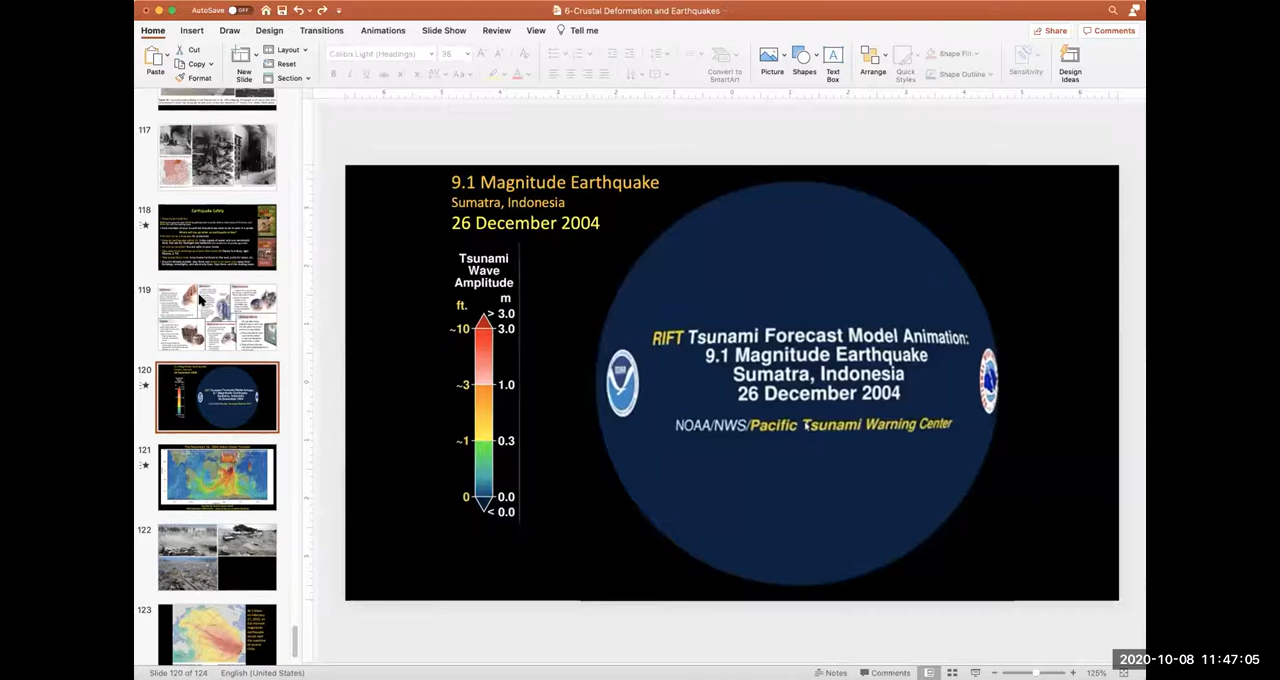 AutoSave OFF
6-Crustal Deformation and Earthquakes
Home Insert Draw Design Transitions Animations Slide Show Review View Tell me
Share Comments
Paste
Cut
Copy
Format
New
Slide
Layout
Reset
Section
Calibri Light (Headings) 36
Convert to
SmartArt
Picture
Shapes
Text
Box
Arrange
Quick
Styles
Shape Fill
Shape Outline
Sensitivity
Design
Ideas
117
118
Earthquake Safety
119
120
121
122
123
9.1 Magnitude Earthquake
Sumatra, Indonesia
26 December 2004
Tsunami
Wave
Amplitude
ft. m
> 3.0
~10 3.0
~3 1.0
~1 0.3
0 0.0
< 0.0
RIFT Tsunami Forecast Model Animation:
9.1 Magnitude Earthquake
Sumatra, Indonesia
26 December 2004
NOAA/NWS/Pacific Tsunami Warning Center
Slide 120 of 124 English (United States)
Notes Comments 125%
2020-10-08 11:47:05